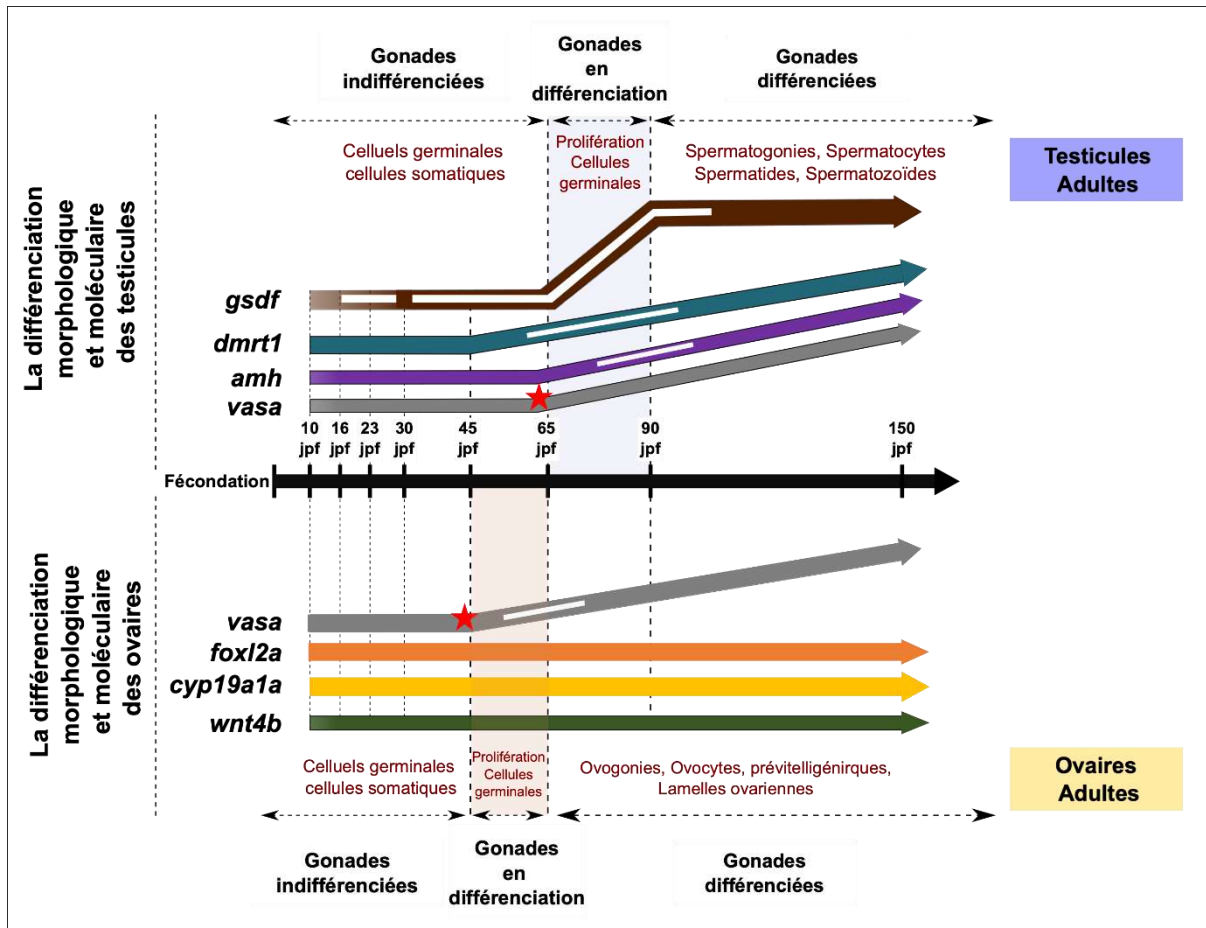 Gonades
indifférenciées
Gonades
en
différenciation
Gonades
différenciées
La différenciation
morphologique
et moléculaire
des testicules
Celluels germinales
cellules somatiques
Prolifération
Cellules
germinales
Spermatogonies, Spermatocytes
Spermatides, Spermatozoïdes
Testicules
Adultes
gsdf
dmrt1
amh
vasa
10 16 23 30 45 65 90 150
jpf jpf jpf jpf jpf jpf jpf jpf
Fécondation
La différenciation
morphologique
et moléculaire
des ovaires
vasa
foxl2a
cyp19a1a
wnt4b
Celluels germinales
cellules somatiques
Prolifération
Cellules
germinales
Ovogonies, Ovocytes, prévitelligénirques,
Lamelles ovariennes
Ovaires
Adultes
Gonades
indifférenciées
Gonades
en
différenciation
Gonades
différenciées